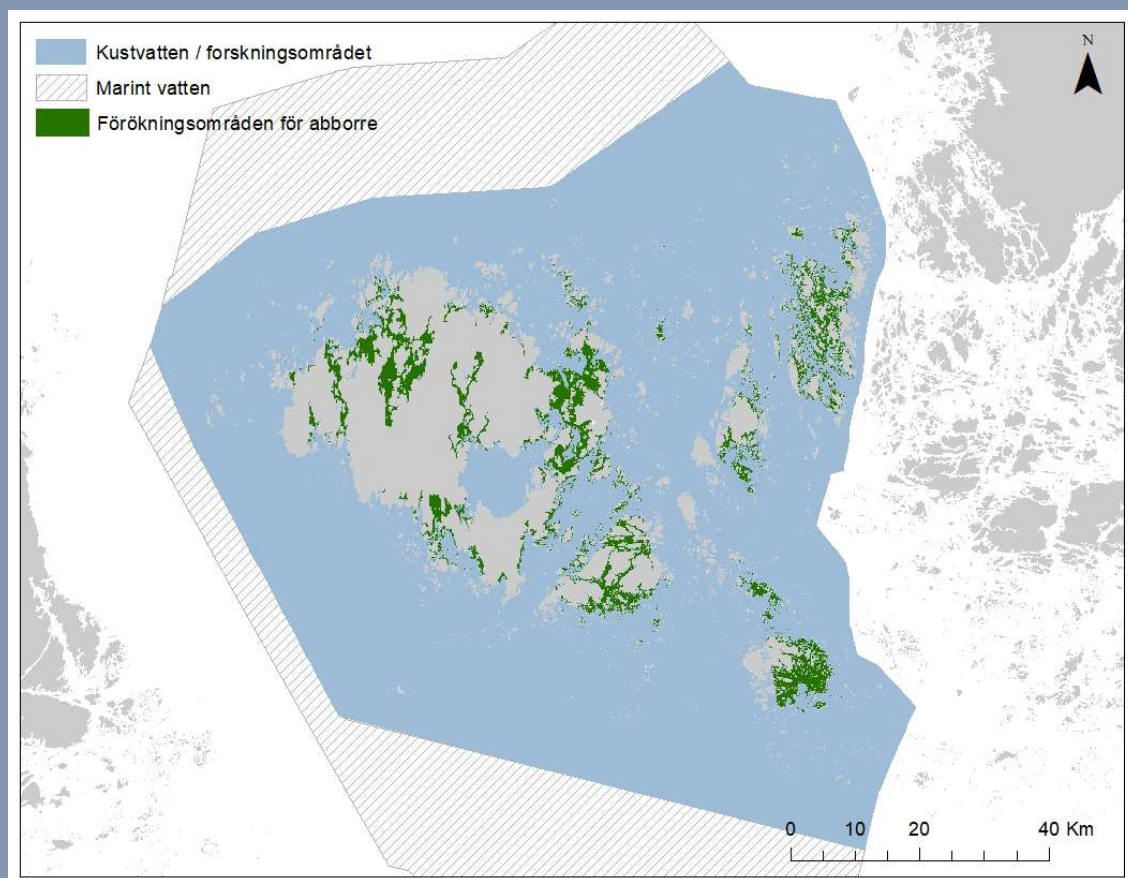 Kustvatten / forskningsområdet
Marint vatten
Förökningsområden för abborre
N
0 10 20 40 Km